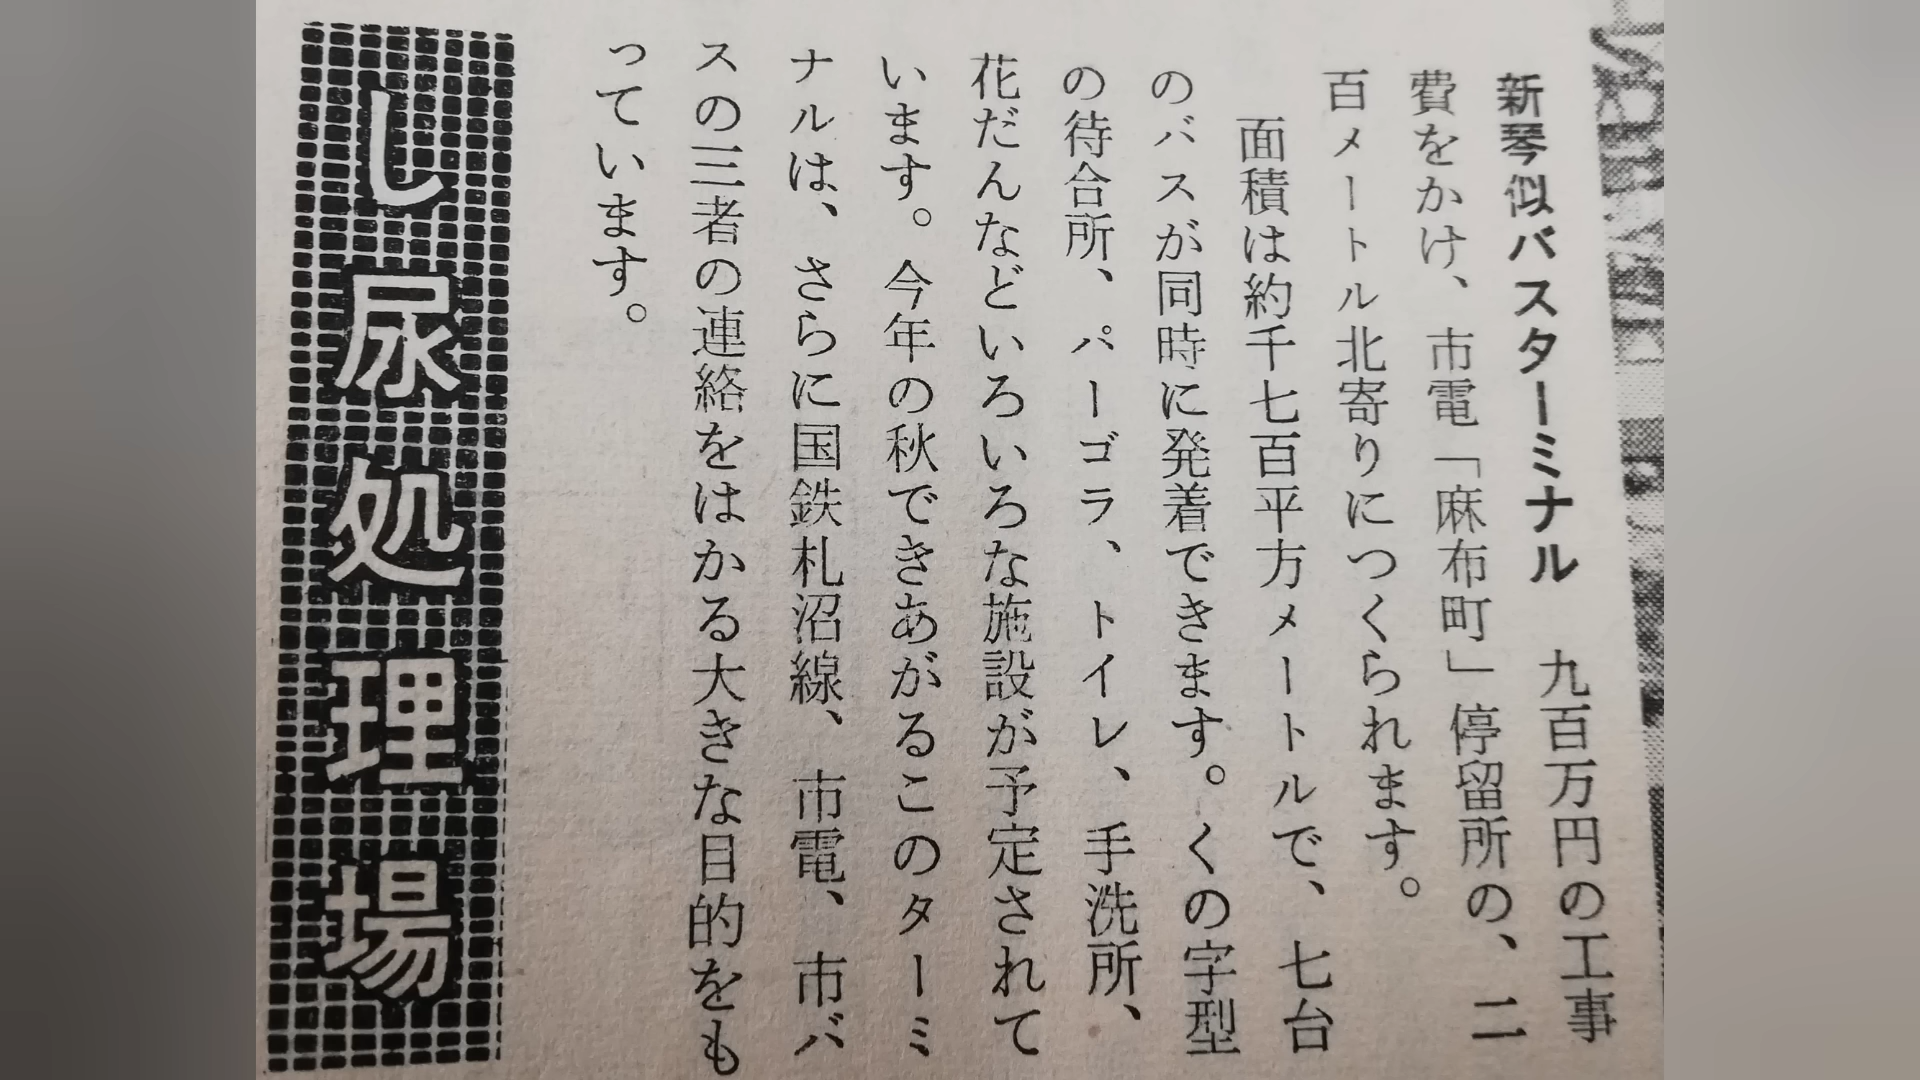 新琴似バスターミナル　九百万円の工事
費をかけ、市電「麻布町」停留所の、二
百メートル北寄りにつくられます。
面積は約千七百平方メートルで、七台
のバスが同時に発着できます。くの字型
の待合所、パーゴラ、トイレ、手洗所、
花だんなどいろいろな施設が予定されて
います。今年の秋できあがるこのターミ
ナルは、さらに国鉄札沼線、市電、市バ
スの三者の連絡をはかる大きな目的をも
っています。
し尿処理場